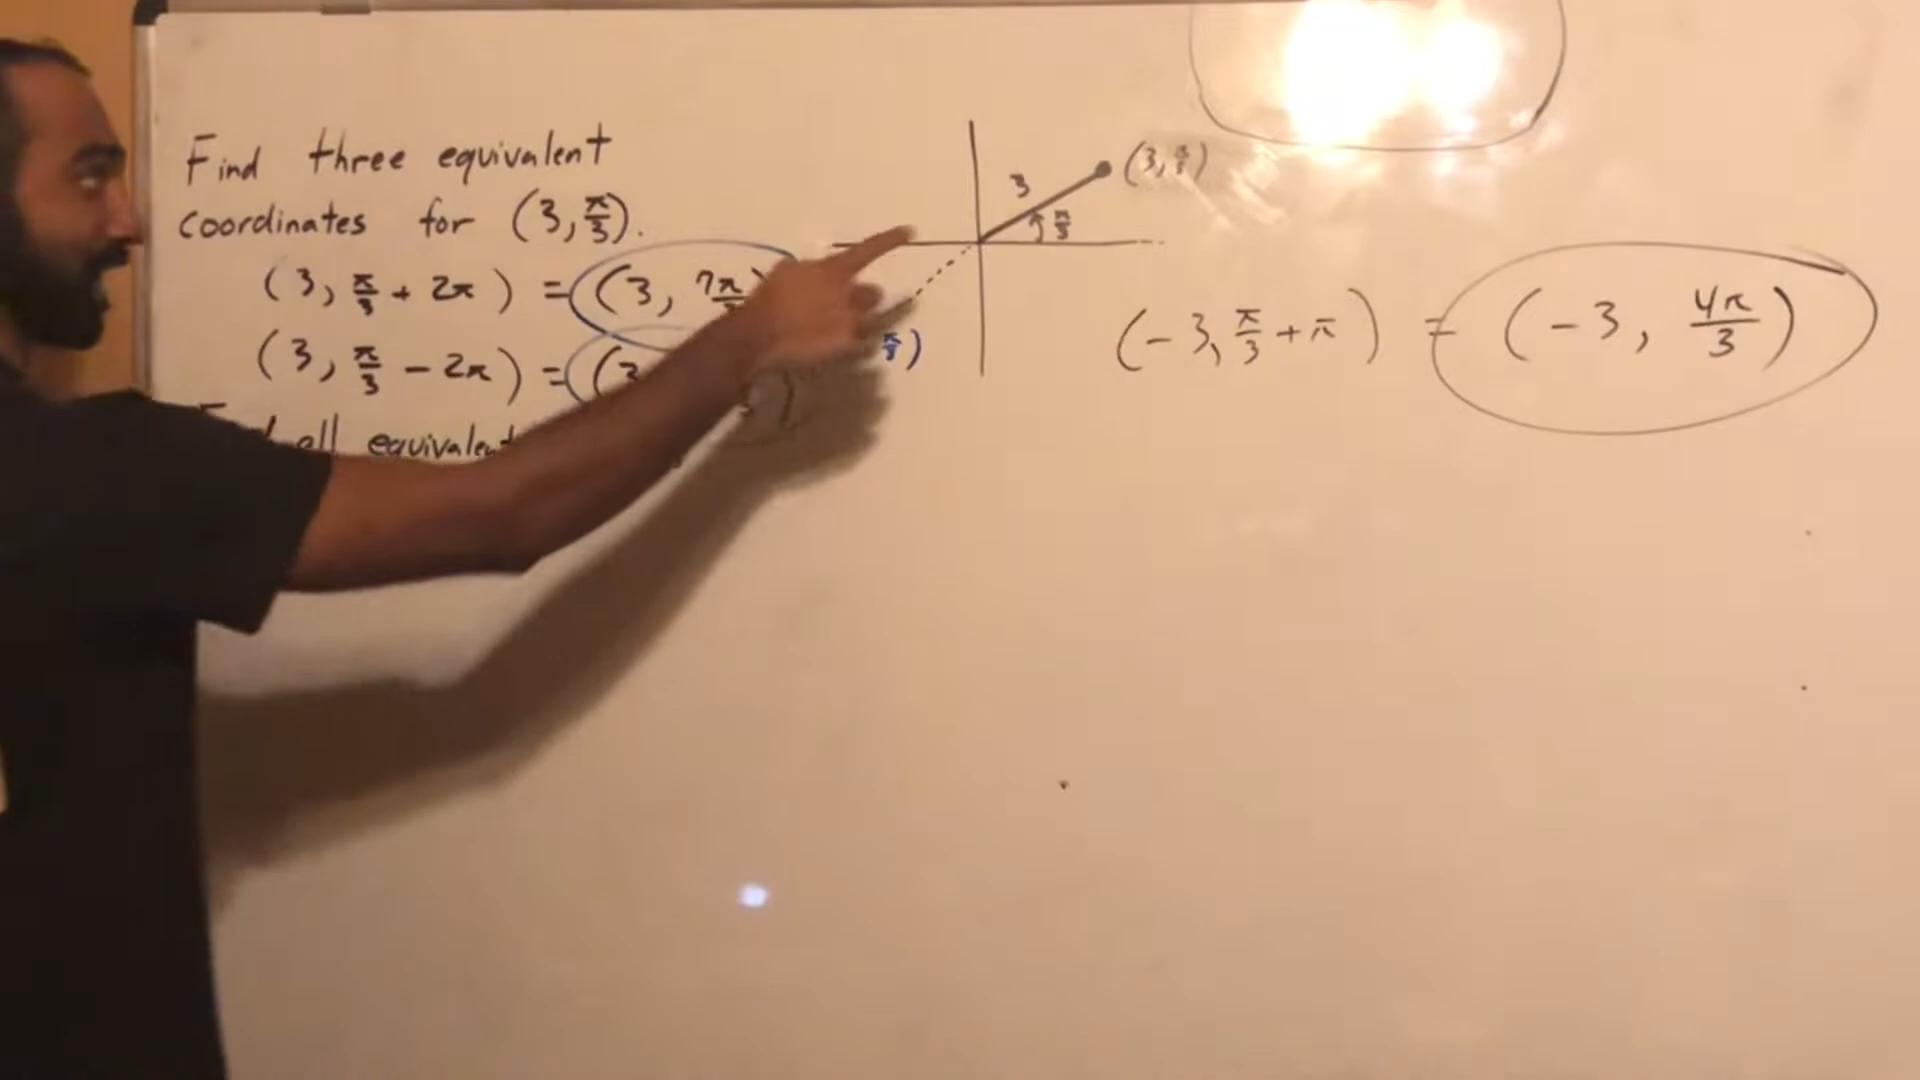 Find three equivalent
coordinates for (3, π/3).
(3, π/3 + 2π) = (3, 7π
(3, π/3 - 2π) = (3
all equivalent
3
(3, π/3)
π/3
(-3, π/3 + π) = (-3, 4π/3)